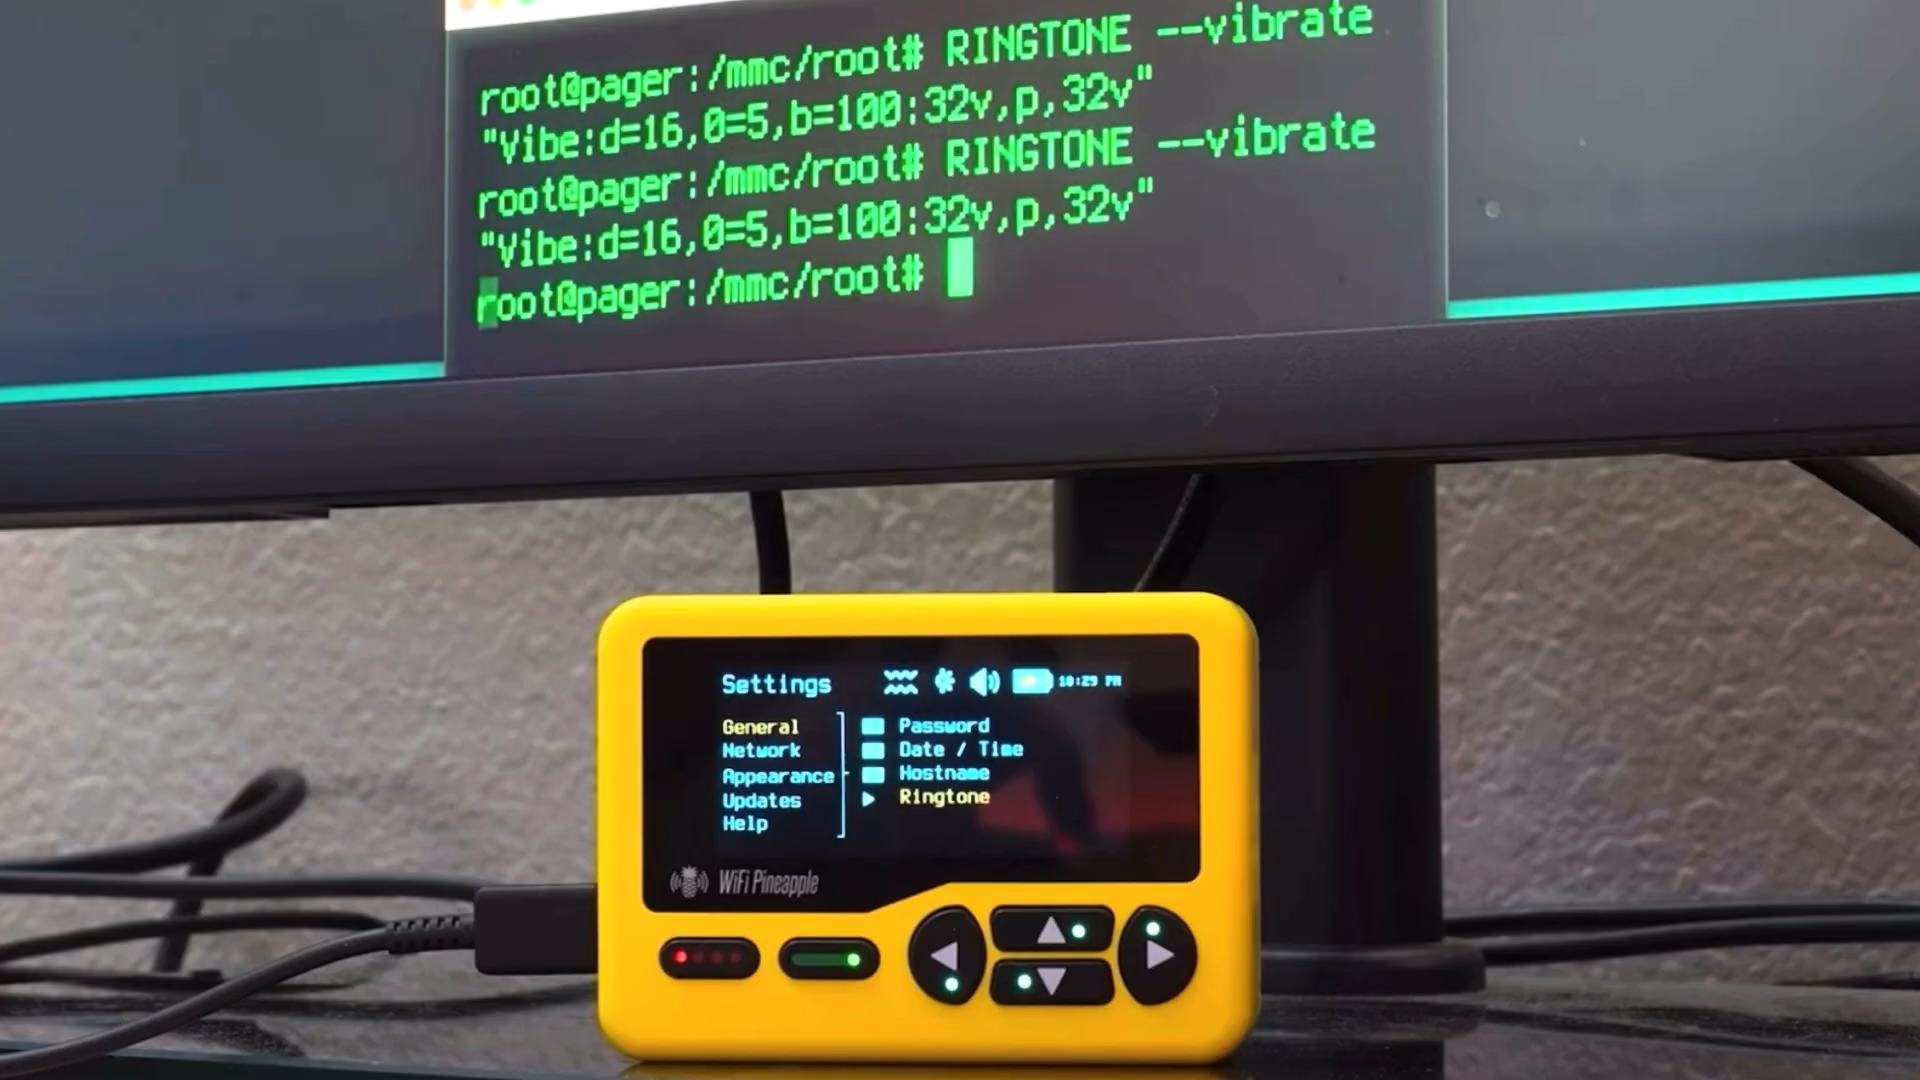 root@pager:/mmc/root# RINGTONE --vibrate
"Vibe:d=16,0=5,b=100:32v,p,32v"
root@pager:/mmc/root# RINGTONE --vibrate
"Vibe:d=16,0=5,b=100:32v,p,32v"
root@pager:/mmc/root#
Settings 10:29 PM
General
Network
Appearance
Updates
Help
Password
Date / Time
Hostname
Ringtone
WiFi Pineapple